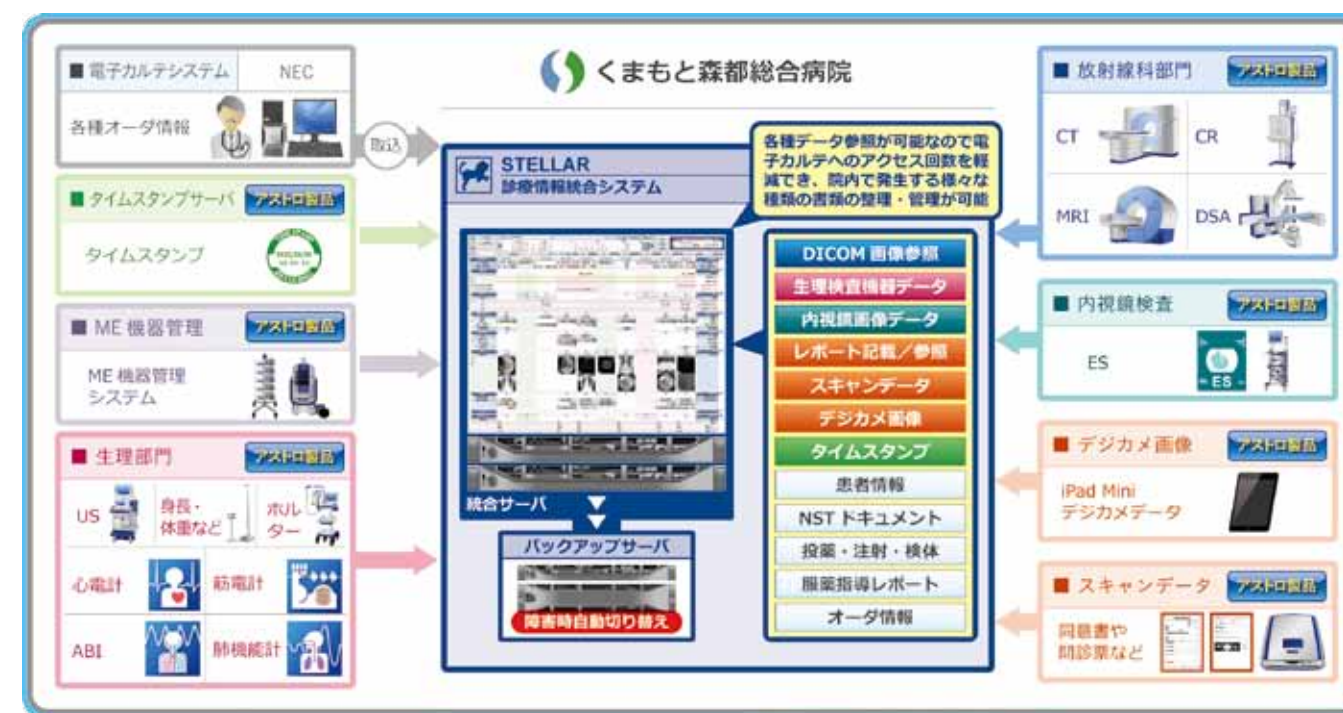 ■ 電子カルテシステム
NEC
各種オーダ情報
取込
■ タイムスタンプサーバ
アストロ製品
タイムスタンプ
■ ME 機器管理
アストロ製品
ME 機器管理
システム
■ 生理部門
アストロ製品
US
身長・
体重など
ホル
ター
心電計
筋電計
ABI
肺機能計
くまもと森都総合病院
STELLAR
診療情報統合システム
各種データ参照が可能なので電
子カルテへのアクセス回数を軽
減でき、院内で発生する様々な
種類の書類の整理・管理が可能
統合サーバ
バックアップサーバ
障害時自動切り替え
DICOM 画像参照
生理検査機器データ
内視鏡画像データ
レポート記載／参照
スキャンデータ
デジカメ画像
タイムスタンプ
患者情報
NST ドキュメント
投薬・注射・検体
服薬指導レポート
オーダ情報
■ 放射線科部門
アストロ製品
CT
CR
MRI
DSA
■ 内視鏡検査
アストロ製品
ES
ES
■ デジカメ画像
アストロ製品
iPad Mini
デジカメデータ
■ スキャンデータ
アストロ製品
同意書や
問診票など